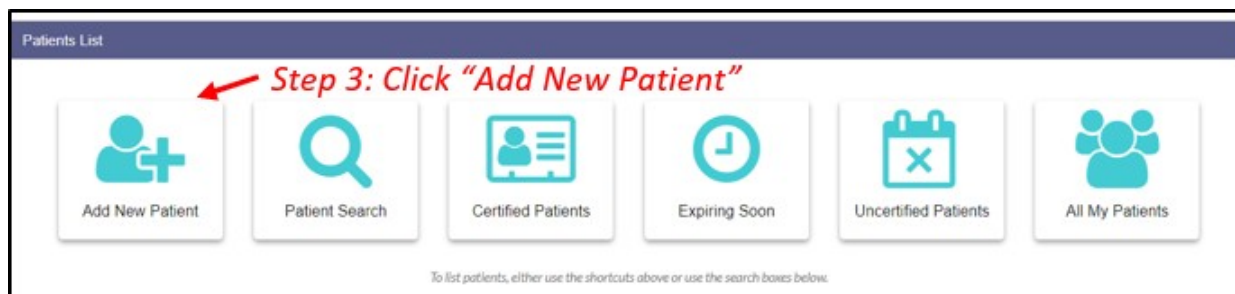 Patients List
Step 3: Click “Add New Patient”
Add New Patient
Patient Search
Certified Patients
Expiring Soon
Uncertified Patients
All My Patients
To list patients, either use the shortcuts above or use the search boxes below.